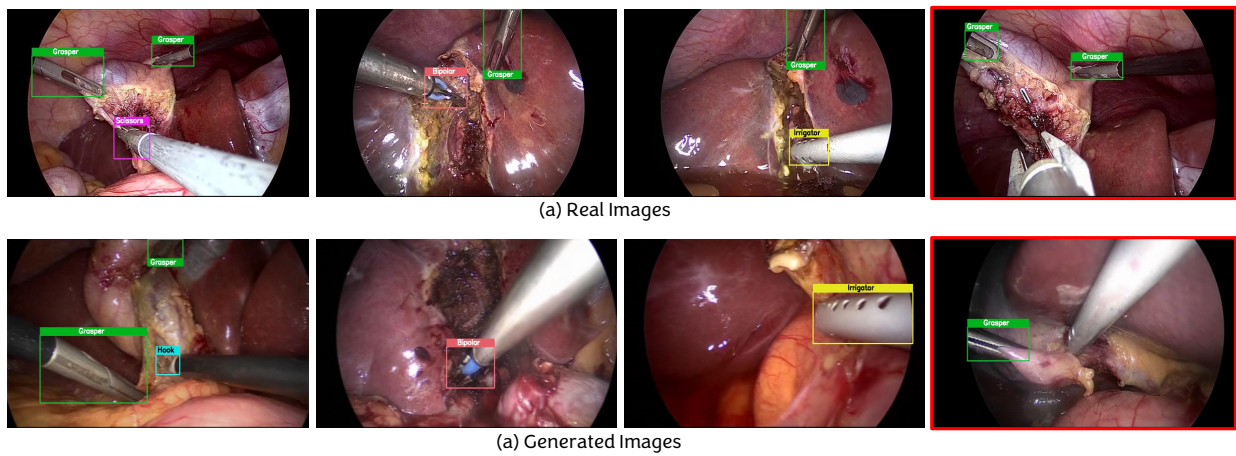 Grasper
Grasper
Scissors
Bipolar
Grasper
Grasper
Irrigator
Grasper
Grasper
(a) Real Images
Grasper
Grasper
Hook
Bipolar
Irrigator
Grasper
(a) Generated Images